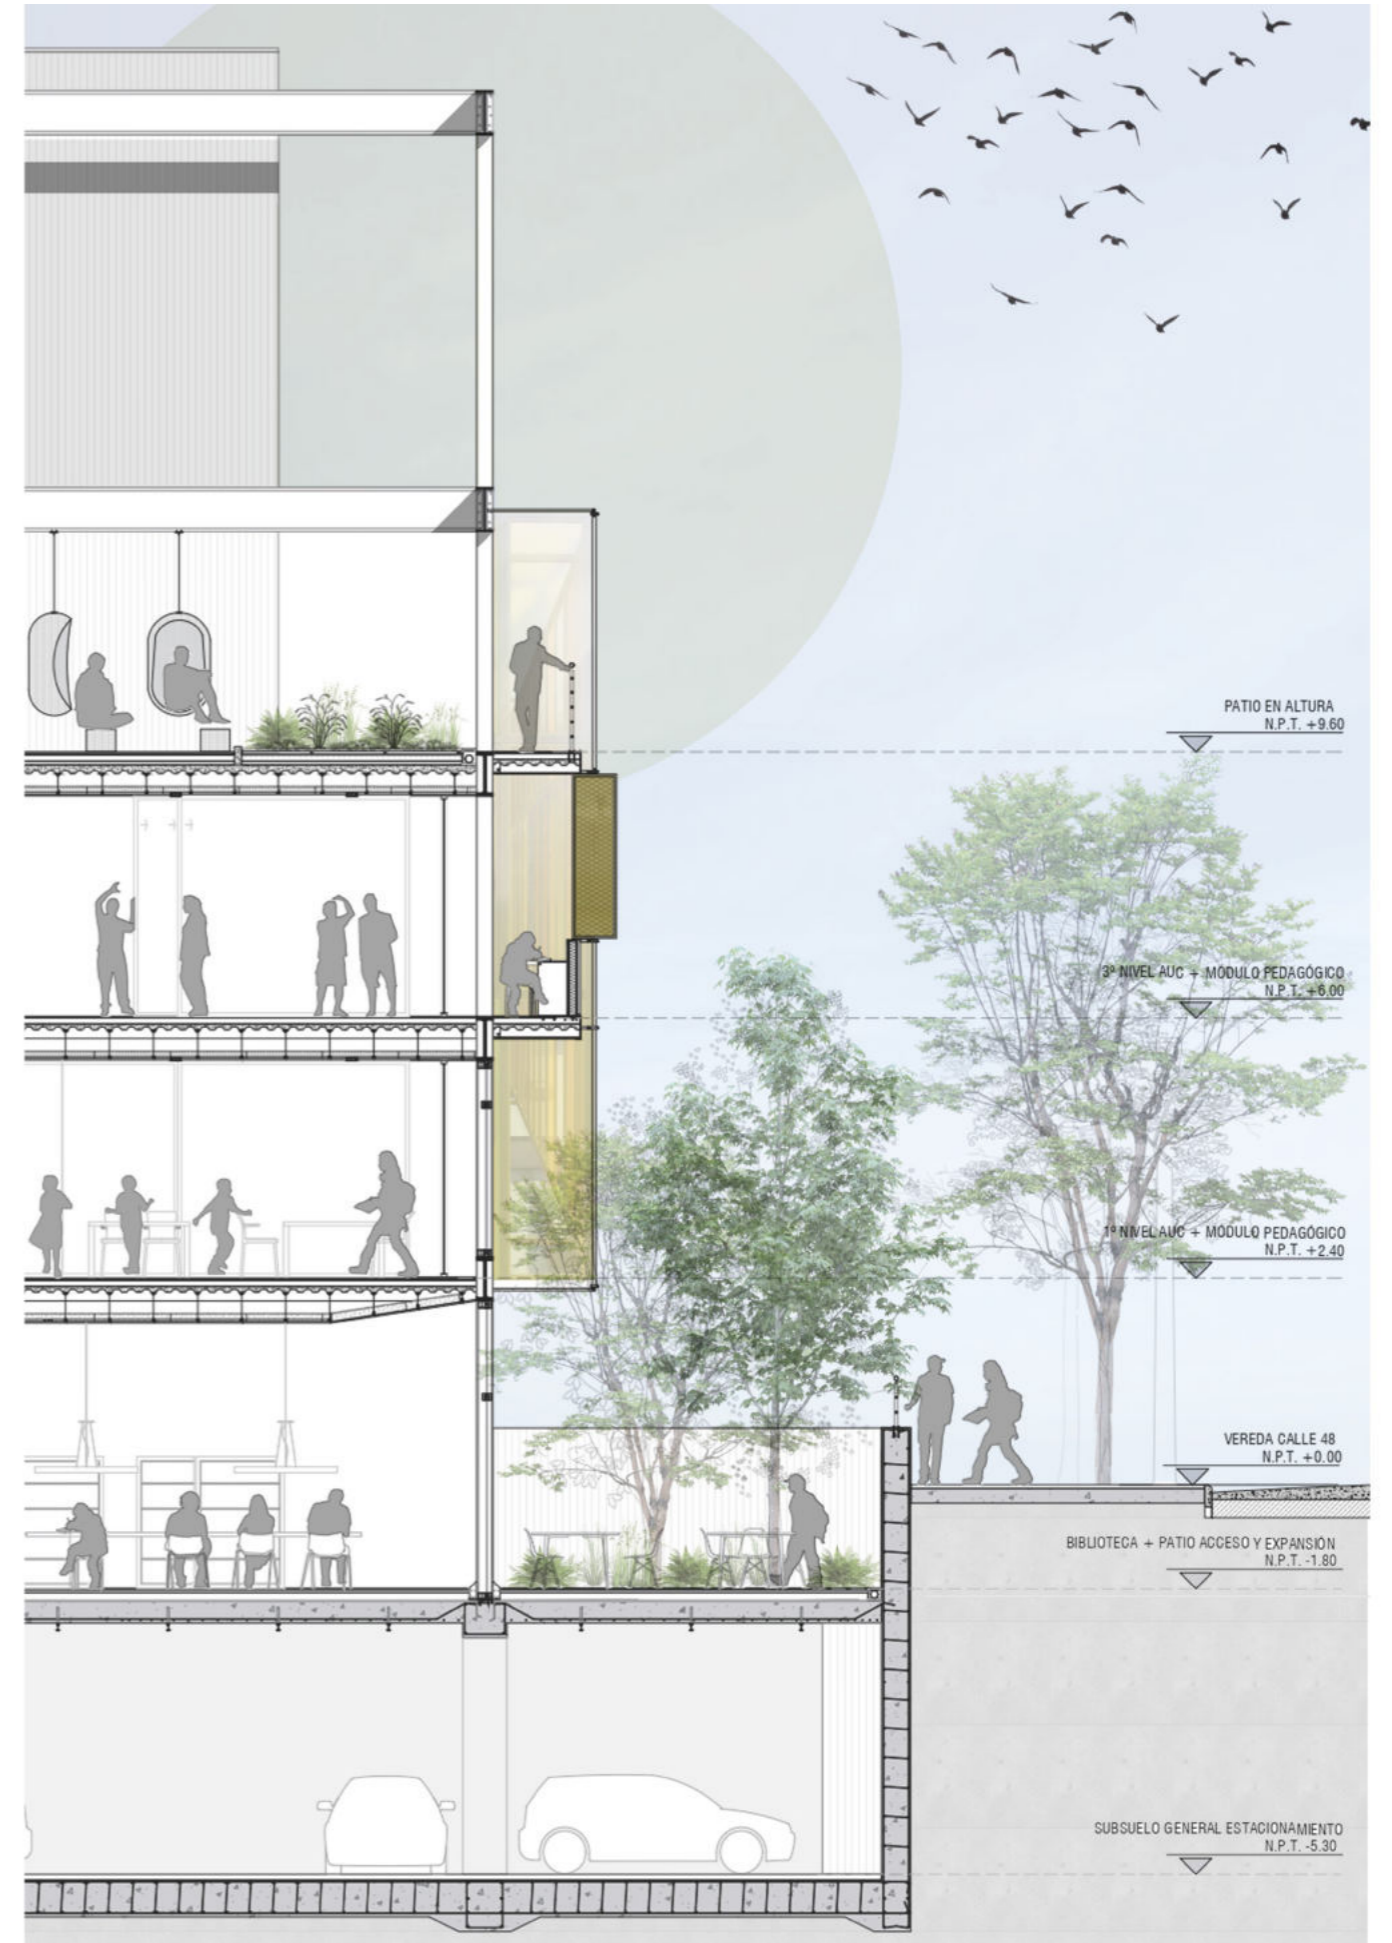 PATIO EN ALTURA
N.P.T. +9.60
3º NIVEL AUC + MODULO PEDAGÓGICO
N.P.T. +6.00
1º NIVEL AUC + MODULO PEDAGÓGICO
N.P.T. +2.40
VEREDA CALLE 48
N.P.T. +0.00
BIBLIOTECA + PATIO ACCESO Y EXPANSIÓN
N.P.T. -1.80
SUBSUELO GENERAL ESTACIONAMIENTO
N.P.T. -5.30